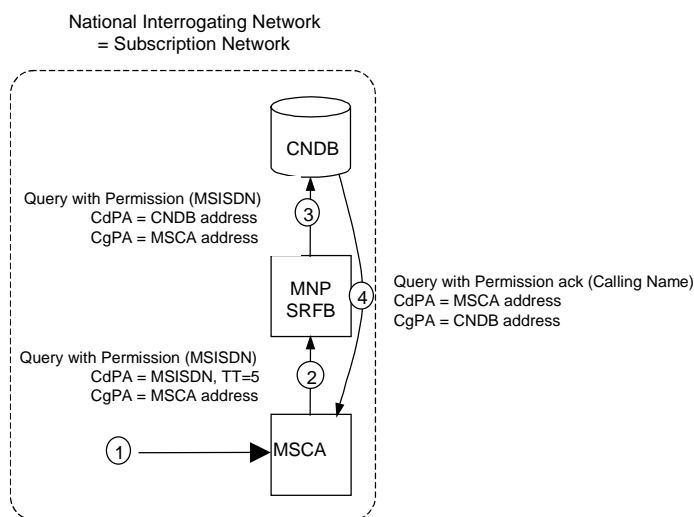 National Interrogating Network
= Subscription Network
CNDB
Query with Permission (MSISDN)
CdPA = CNDB address
CgPA = MSCA address
3
MNP
SRFB
4
Query with Permission ack (Calling Name)
CdPA = MSCA address
CgPA = CNDB address
Query with Permission (MSISDN)
CdPA = MSISDN, TT=5
CgPA = MSCA address
2
1
MSCA